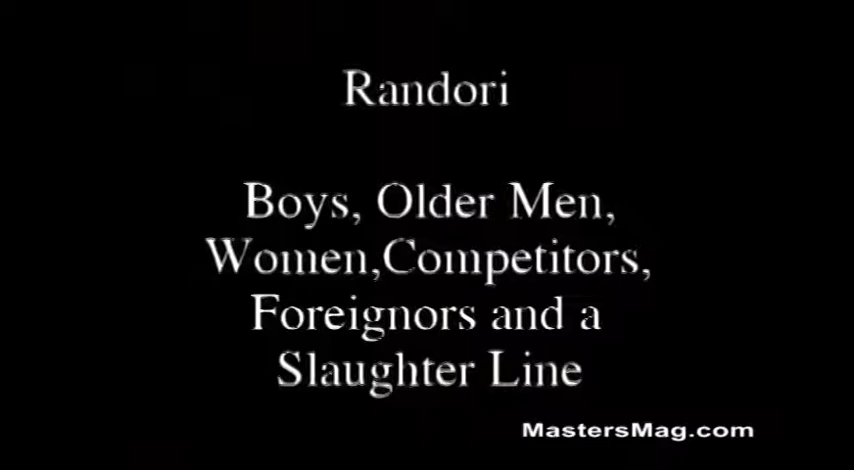 Randori
Boys, Older Men,
Women,Competitors,
Foreignors and a
Slaughter Line
MastersMag.com